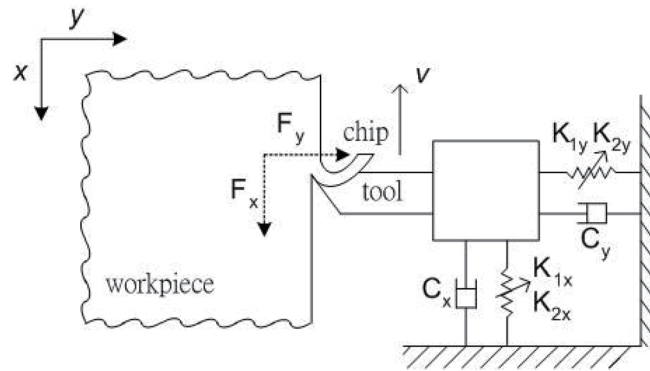 y
x
v
F_y
chip
K_1y K_2y
F_x
tool
C_y
workpiece
C_x
K_1x
K_2x